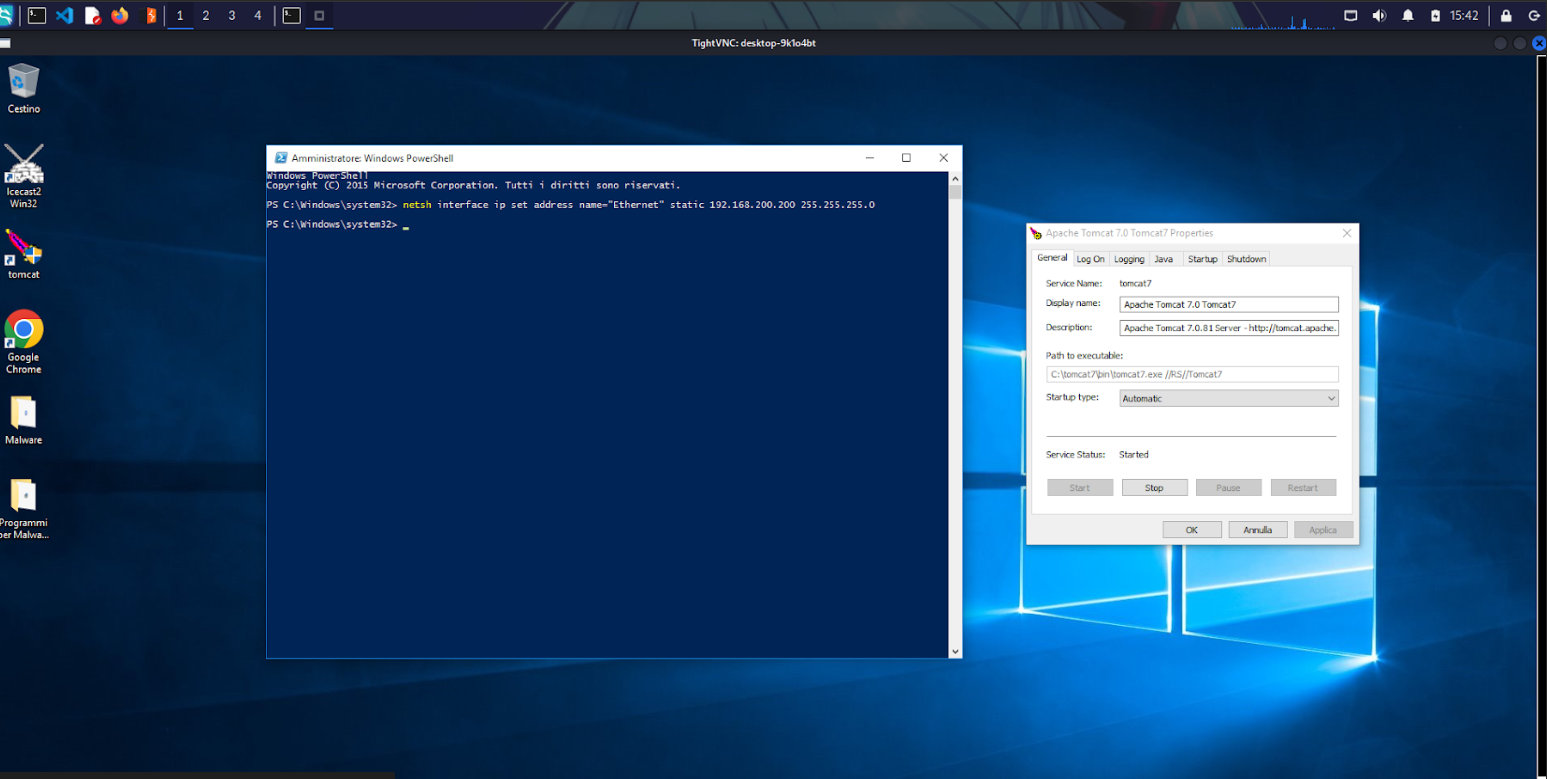 1 2 3 4
15:42
TightVNC: desktop-9k1o4bt
Cestino
Icecast2
Win32
tomcat
Google
Chrome
Malware
Programmi
per Malwa...
Amministratore: Windows PowerShell
Windows PowerShell
Copyright (C) 2015 Microsoft Corporation. Tutti i diritti sono riservati.
PS C:\Windows\system32> netsh interface ip set address name="Ethernet" static 192.168.200.200 255.255.255.0
PS C:\Windows\system32> _
Apache Tomcat 7.0 Tomcat7 Properties
General Log On Logging Java Startup Shutdown
Service Name: tomcat7
Display name: Apache Tomcat 7.0 Tomcat7
Description: Apache Tomcat 7.0.81 Server - http://tomcat.apache.
Path to executable:
C:\tomcat7\bin\tomcat7.exe //RS//Tomcat7
Startup type: Automatic
Service Status: Started
Start Stop Pause Restart
OK Annulla Applica